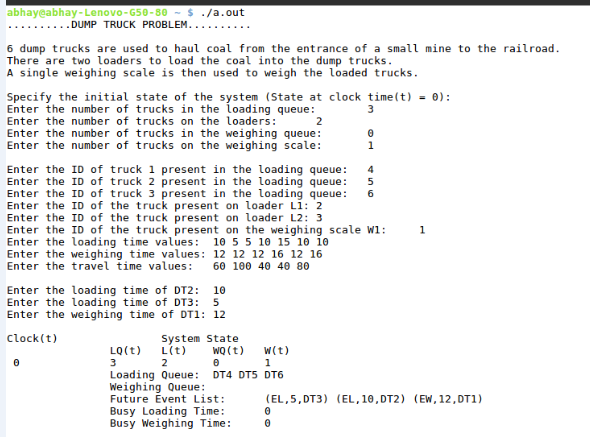 abhay@abhay-Lenovo-G50-80 ~ $ ./a.out
..........DUMP TRUCK PROBLEM..........
6 dump trucks are used to haul coal from the entrance of a small mine to the railroad.
There are two loaders to load the coal into the dump trucks.
A single weighing scale is then used to weigh the loaded trucks.
Specify the initial state of the system (State at clock time(t) = 0):
Enter the number of trucks in the loading queue: 3
Enter the number of trucks on the loaders: 2
Enter the number of trucks in the weighing queue: 0
Enter the number of trucks on the weighing scale: 1
Enter the ID of truck 1 present in the loading queue: 4
Enter the ID of truck 2 present in the loading queue: 5
Enter the ID of truck 3 present in the loading queue: 6
Enter the ID of the truck present on loader L1: 2
Enter the ID of the truck present on loader L2: 3
Enter the ID of the truck present on the weighing scale W1: 1
Enter the loading time values: 10 5 5 10 15 10 10
Enter the weighing time values: 12 12 12 16 12 16
Enter the travel time values: 60 100 40 40 80
Enter the loading time of DT2: 10
Enter the loading time of DT3: 5
Enter the weighing time of DT1: 12
Clock(t) System State
LQ(t) L(t) WQ(t) W(t)
0 3 2 0 1
Loading Queue: DT4 DT5 DT6
Weighing Queue:
Future Event List: (EL,5,DT3) (EL,10,DT2) (EW,12,DT1)
Busy Loading Time: 0
Busy Weighing Time: 0